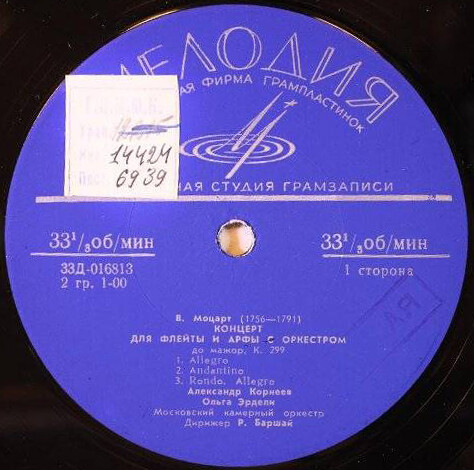 МЕЛОДИЯ
АЯ ФИРМА ГРАМПЛАСТИНОК
14424
6939
НАЯ СТУДИЯ ГРАМЗАПИСИ
33⅓ об/мин
33⅓ об/мин
33Д-016813
1 сторона
2 гр. 1-00
В. Моцарт (1756—1791)
КОНЦЕРТ
ДЛЯ ФЛЕЙТЫ И АРФЫ С ОРКЕСТРОМ
до мажор, К. 299
1. Allegro
2. Andantino
3. Rondo. Allegro
Александр Корнеев
Ольга Эрдели
Московский камерный оркестр
Дирижер Р. Баршай